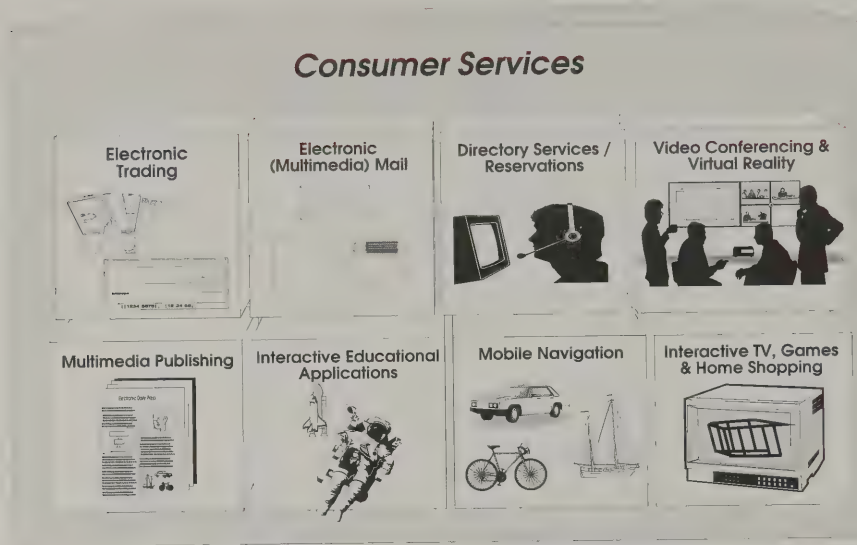 Consumer Services
Electronic
Trading
Electronic
(Multimedia) Mail
Directory Services /
Reservations
Video Conferencing &
Virtual Reality
Multimedia Publishing
Interactive Educational
Applications
Mobile Navigation
Interactive TV, Games
& Home Shopping